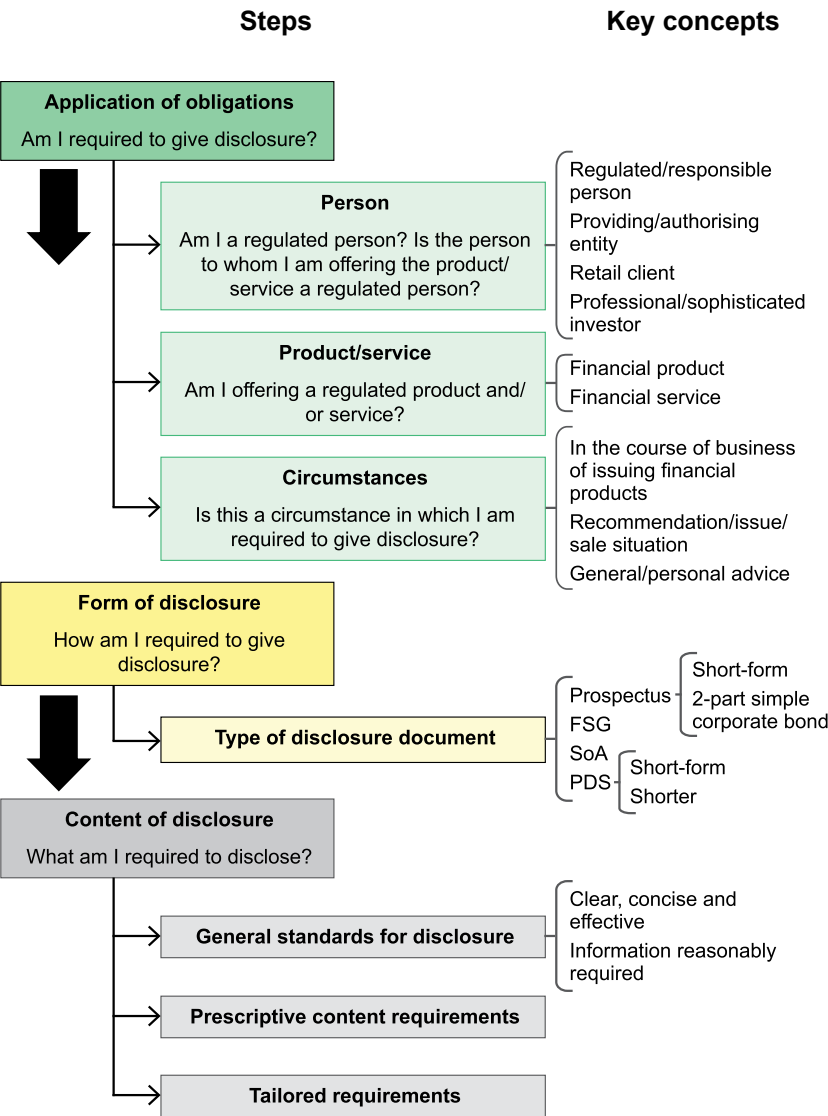 Steps
Key concepts
Application of obligations
Am I required to give disclosure?
Person
Am I a regulated person? Is the person
to whom I am offering the product/
service a regulated person?
Regulated/responsible
person
Providing/authorising
entity
Retail client
Professional/sophisticated
investor
Product/service
Am I offering a regulated product and/
or service?
Financial product
Financial service
Circumstances
Is this a circumstance in which I am
required to give disclosure?
In the course of business
of issuing financial
products
Recommendation/issue/
sale situation
General/personal advice
Form of disclosure
How am I required to give
disclosure?
Type of disclosure document
Prospectus
Short-form
2-part simple
corporate bond
FSG
SoA
PDS
Short-form
Shorter
Content of disclosure
What am I required to disclose?
General standards for disclosure
Clear, concise and
effective
Information reasonably
required
Prescriptive content requirements
Tailored requirements